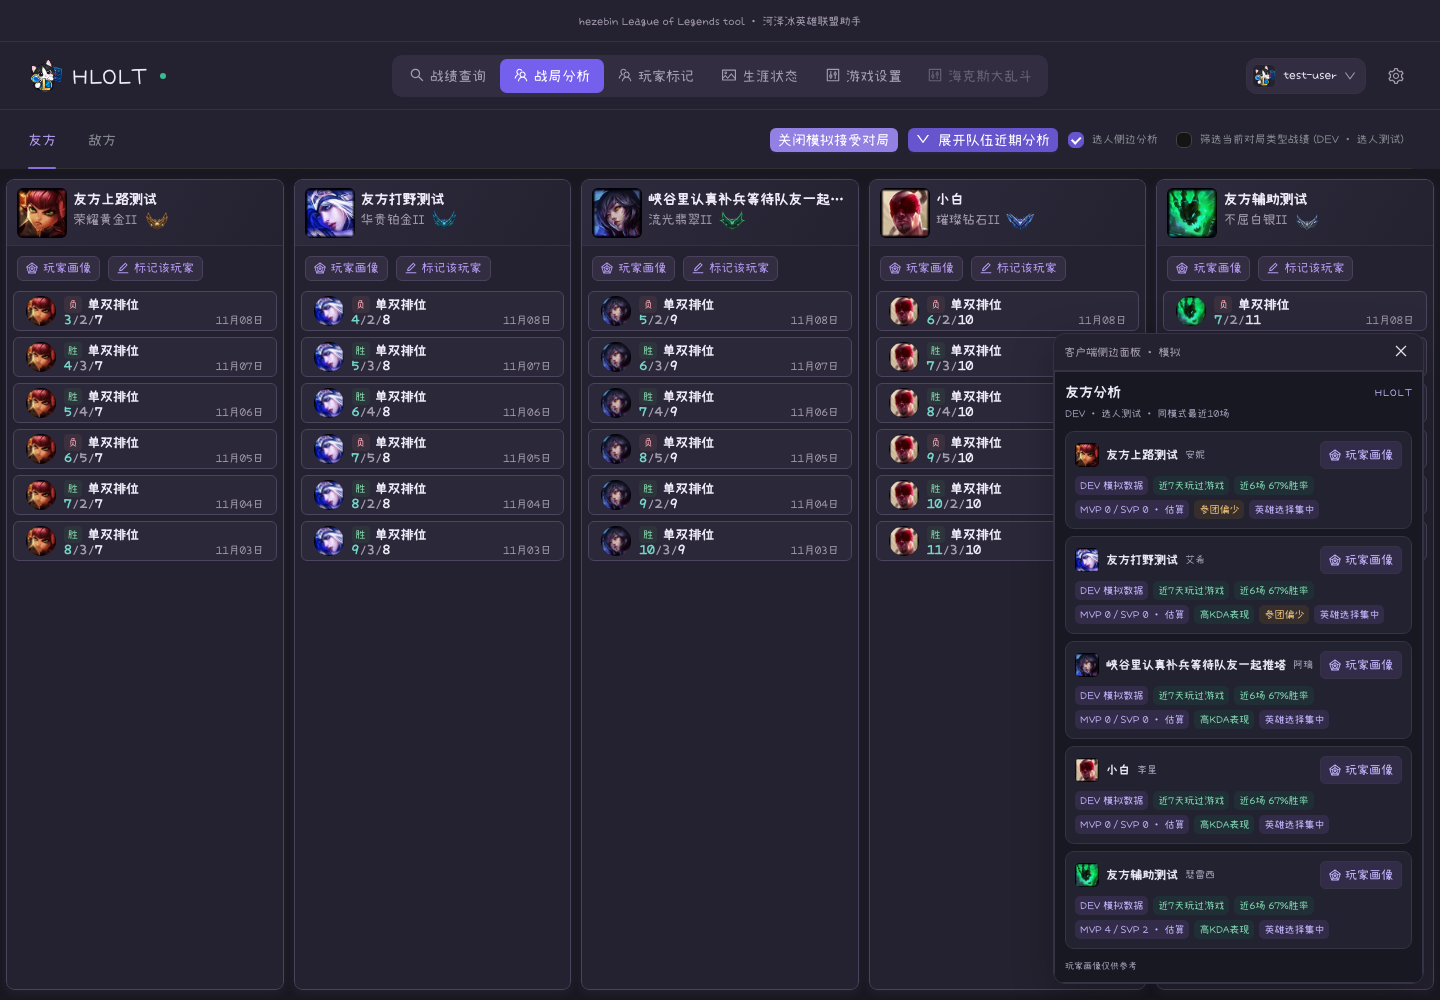 hezebin League of Legends tool • 河泽冰英雄联盟助手
HLOLT
战绩查询
战局分析
玩家标记
生涯状态
游戏设置
海克斯大乱斗
test-user
友方
敌方
关闭模拟接受对局
展开队伍近期分析
选人侧边分析
筛选当前对局类型战绩 (DEV • 选人测试)
友方上路测试
荣耀黄金II
玩家画像
标记该玩家
负 单双排位
3/2/7 11月08日
胜 单双排位
4/3/7 11月07日
胜 单双排位
5/4/7 11月06日
负 单双排位
6/5/7 11月05日
胜 单双排位
7/2/7 11月04日
胜 单双排位
8/3/7 11月03日
友方打野测试
华贵铂金II
玩家画像
标记该玩家
负 单双排位
4/2/8 11月08日
胜 单双排位
5/3/8 11月07日
胜 单双排位
6/4/8 11月06日
负 单双排位
7/5/8 11月05日
胜 单双排位
8/2/8 11月04日
胜 单双排位
9/3/8 11月03日
峡谷里认真补兵等待队友一起…
流光翡翠II
玩家画像
标记该玩家
负 单双排位
5/2/9 11月08日
胜 单双排位
6/3/9 11月07日
胜 单双排位
7/4/9 11月06日
负 单双排位
8/5/9 11月05日
胜 单双排位
9/2/9 11月04日
胜 单双排位
10/3/9 11月03日
小白
璀璨钻石II
玩家画像
标记该玩家
负 单双排位
6/2/10 11月08日
胜 单双排位
7/3/10
胜 单双排位
8/4/10
负 单双排位
9/5/10
胜 单双排位
10/2/10
胜 单双排位
11/3/10
友方辅助测试
不屈白银II
玩家画像
标记该玩家
负 单双排位
7/2/11 11月08日
客户端侧边面板 • 模拟
友方分析 HLOLT
DEV • 选人测试 • 同模式最近10场
友方上路测试 安妮 玩家画像
DEV 模拟数据 近7天玩过游戏 近6场 67%胜率
MVP 0 / SVP 0 • 估算 参团偏少 英雄选择集中
友方打野测试 艾希 玩家画像
DEV 模拟数据 近7天玩过游戏 近6场 67%胜率
MVP 0 / SVP 0 • 估算 高KDA表现 参团偏少 英雄选择集中
峡谷里认真补兵等待队友一起推塔 阿狸 玩家画像
DEV 模拟数据 近7天玩过游戏 近6场 67%胜率
MVP 0 / SVP 0 • 估算 高KDA表现 英雄选择集中
小白 李星 玩家画像
DEV 模拟数据 近7天玩过游戏 近6场 67%胜率
MVP 0 / SVP 0 • 估算 高KDA表现 英雄选择集中
友方辅助测试 瑟雷西 玩家画像
DEV 模拟数据 近7天玩过游戏 近6场 67%胜率
MVP 4 / SVP 2 • 估算 高KDA表现 英雄选择集中
玩家画像仅供参考